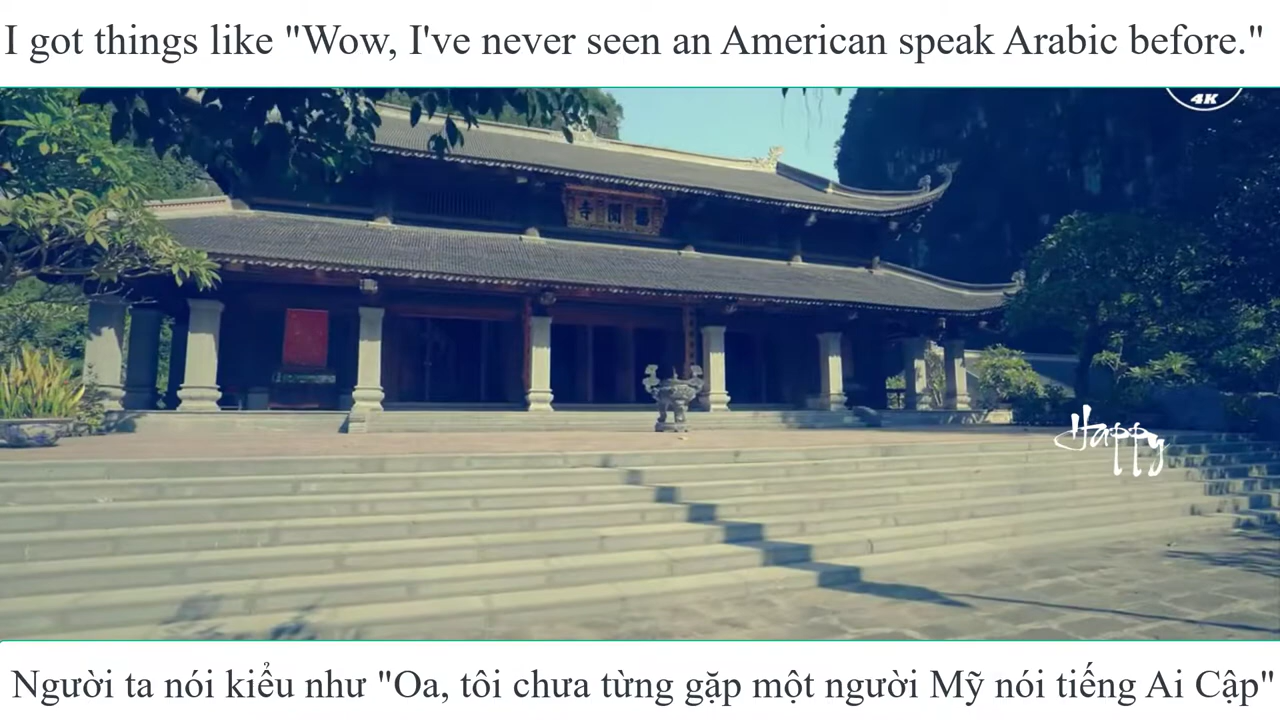 I got things like "Wow, I've never seen an American speak Arabic before."
4K
Happy
Người ta nói kiểu như "Oa, tôi chưa từng gặp một người Mỹ nói tiếng Ai Cập"